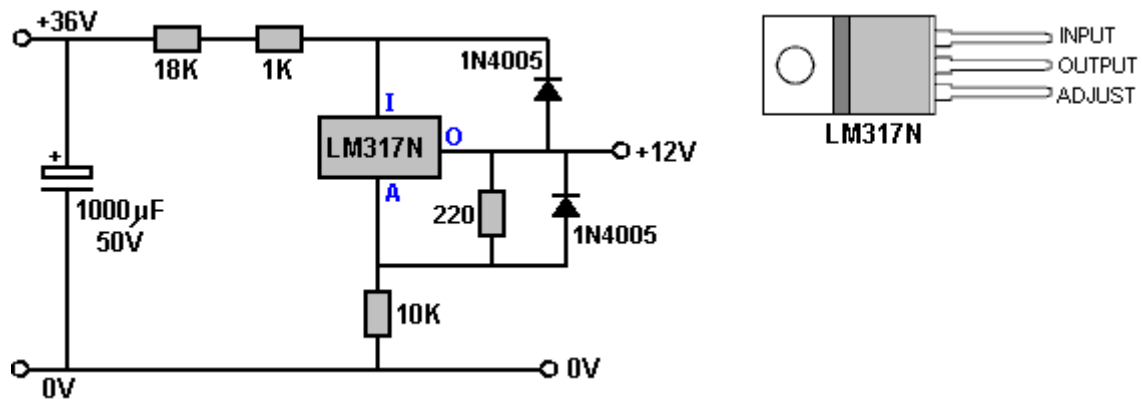 +36V
18K
1K
1N4005
I
LM317N
O
+12V
A
+
1000µF
50V
220
1N4005
10K
0V
0V
INPUT
OUTPUT
ADJUST
LM317N